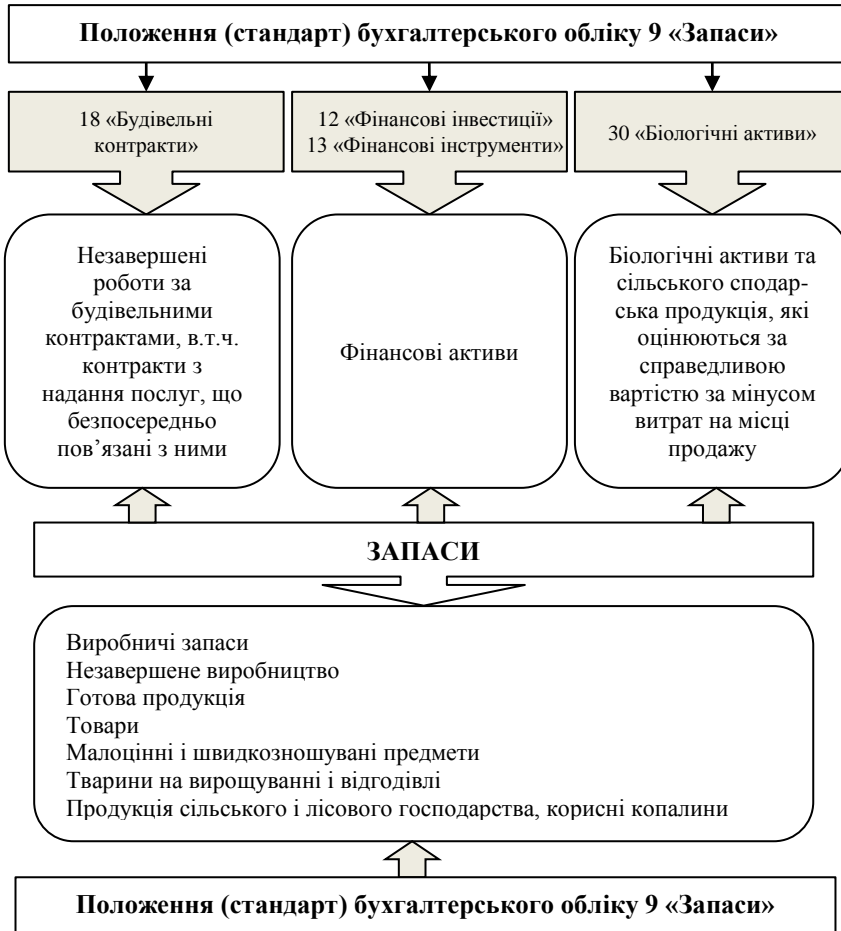 Положення (стандарт) бухгалтерського обліку 9 «Запаси»
18 «Будівельні
контракти»
12 «Фінансові інвестиції»
13 «Фінансові інструменти»
30 «Біологічні активи»
Незавершені
роботи за
будівельними
контрактами, в.т.ч.
контракти з
надання послуг, що
безпосередньо
пов’язані з ними
Фінансові активи
Біологічні активи та
сільського сподар-
ська продукція, які
оцінюються за
справедливою
вартістю за мінусом
витрат на місці
продажу
ЗАПАСИ
Виробничі запаси
Незавершене виробництво
Готова продукція
Товари
Малоцінні і швидкозношувані предмети
Тварини на вирощуванні і відгодівлі
Продукція сільського і лісового господарства, корисні копалини
Положення (стандарт) бухгалтерського обліку 9 «Запаси»